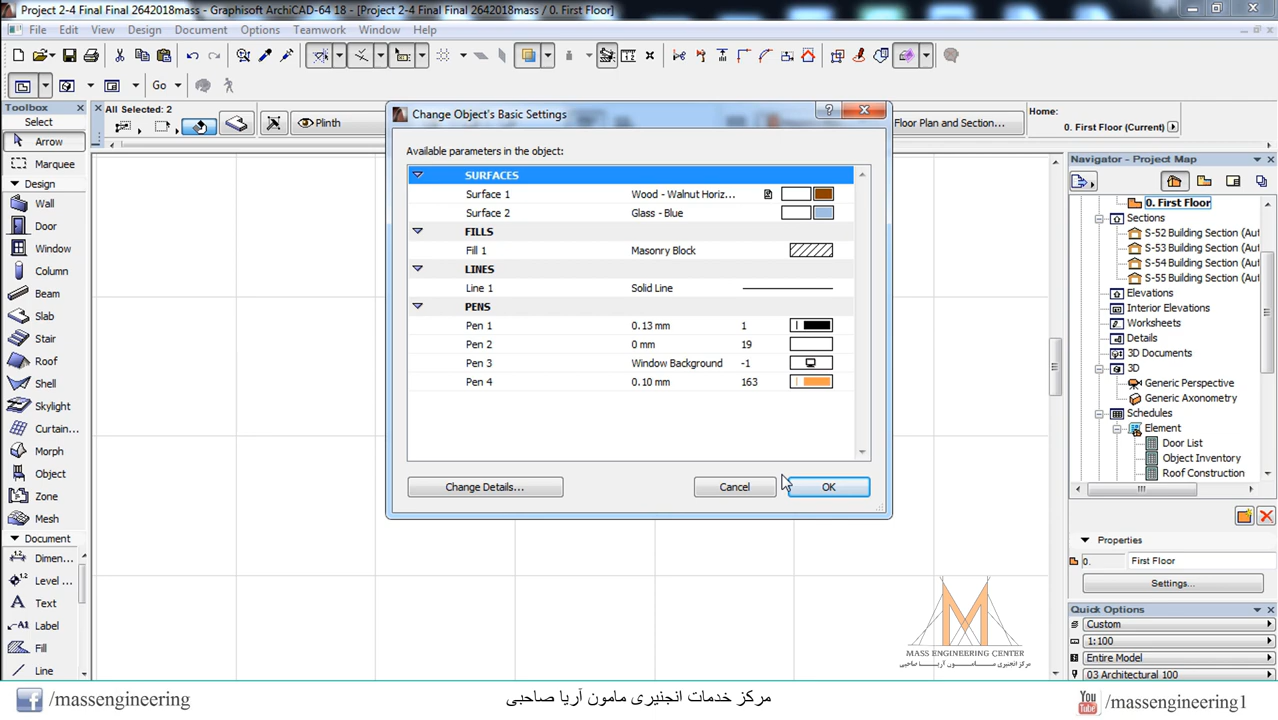 Project 2-4 Final Final 2642018mass - Graphisoft ArchiCAD-64 18 - [Project 2-4 Final Final 2642018mass / 0. First Floor]
File Edit View Design Document Options Teamwork Window Help
Go
Toolbox
Select
Arrow
Marquee
Design
Wall
Door
Window
Column
Beam
Slab
Stair
Roof
Shell
Skylight
Curtain...
Morph
Object
Zone
Mesh
Document
Dimen...
Level ...
Text
Label
Fill
Line
All Selected: 2
Plinth
Floor Plan and Section...
Home:
0. First Floor (Current)
Change Object's Basic Settings
Available parameters in the object:
SURFACES
Surface 1 Wood - Walnut Horiz...
Surface 2 Glass - Blue
FILLS
Fill 1 Masonry Block
LINES
Line 1 Solid Line
PENS
Pen 1 0.13 mm 1
Pen 2 0 mm 19
Pen 3 Window Background -1
Pen 4 0.10 mm 163
Change Details...
Cancel
OK
Navigator - Project Map
0. First Floor
Sections
S-52 Building Section (Aut
S-53 Building Section (Aut
S-54 Building Section (Aut
S-55 Building Section (Aut
Elevations
Interior Elevations
Worksheets
Details
3D Documents
3D
Generic Perspective
Generic Axonometry
Schedules
Element
Door List
Object Inventory
Roof Construction
Properties
0. First Floor
Settings...
Quick Options
Custom
1:100
Entire Model
03 Architectural 100
MASS ENGINEERING CENTER
مرکز انجنیری مـــامـــون آریـــا صاحبی
/massengineering
مرکز خدمات انجنیری مامون آریا صاحبی
You Tube
/massengineering1